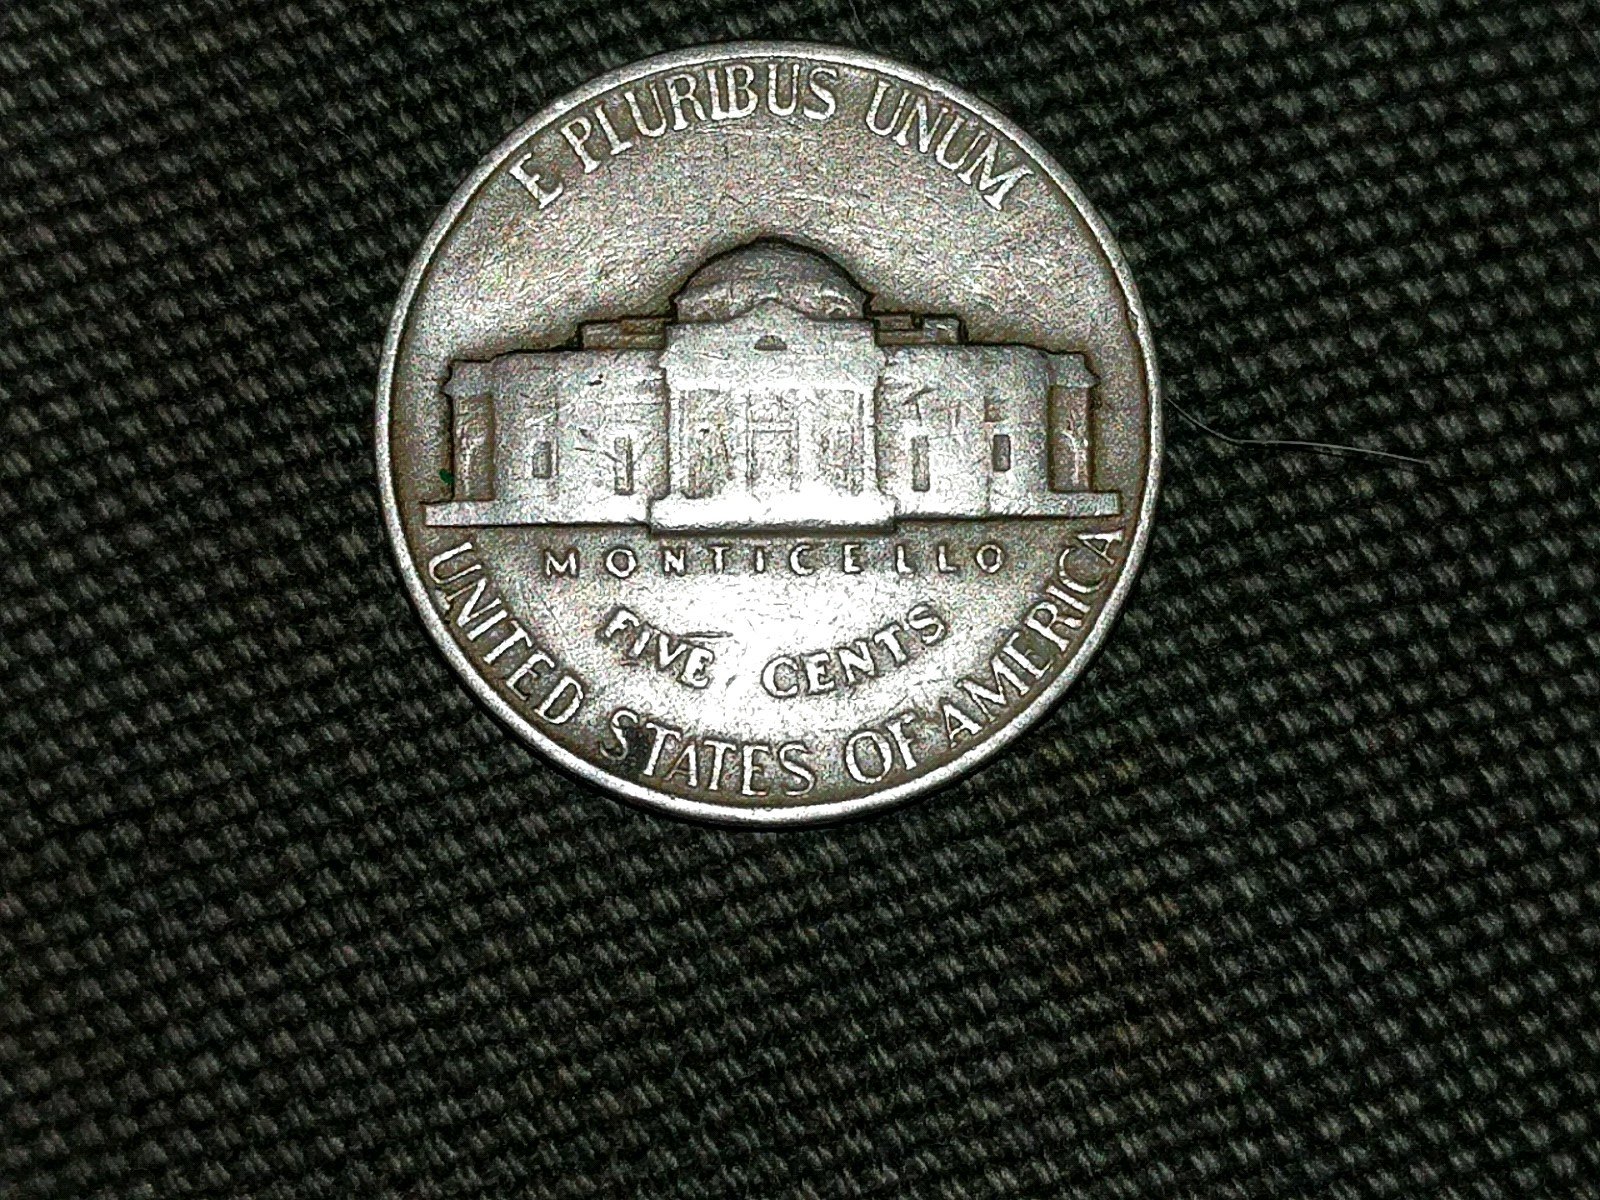 E PLURIBUS UNUM
MONTICELLO
FIVE CENTS
UNITED STATES OF AMERICA